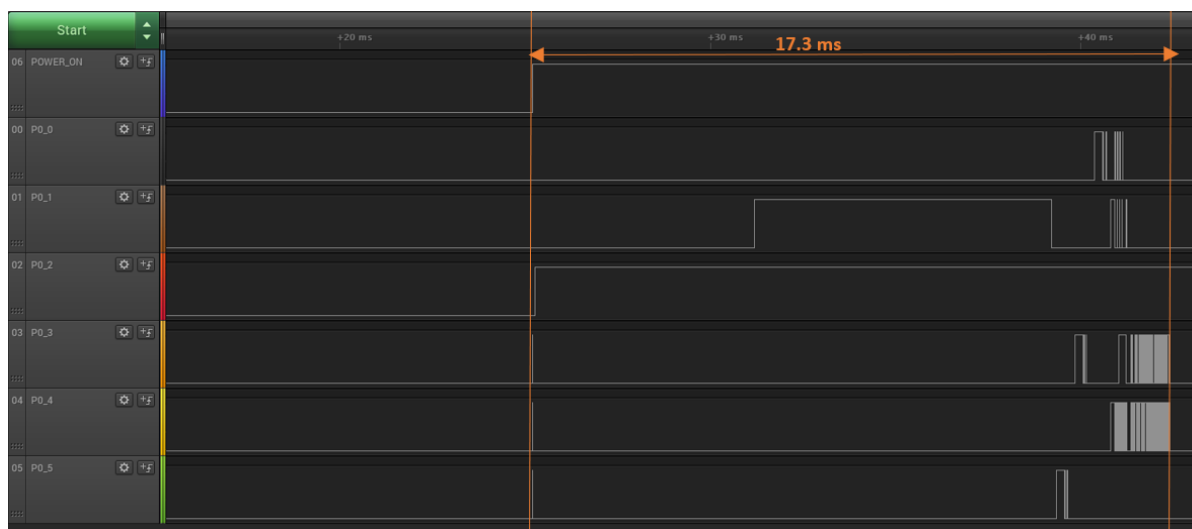 Start
+20 ms
+30 ms
+40 ms
17.3 ms
06 POWER_ON
00 P0_0
01 P0_1
02 P0_2
03 P0_3
04 P0_4
05 P0_5